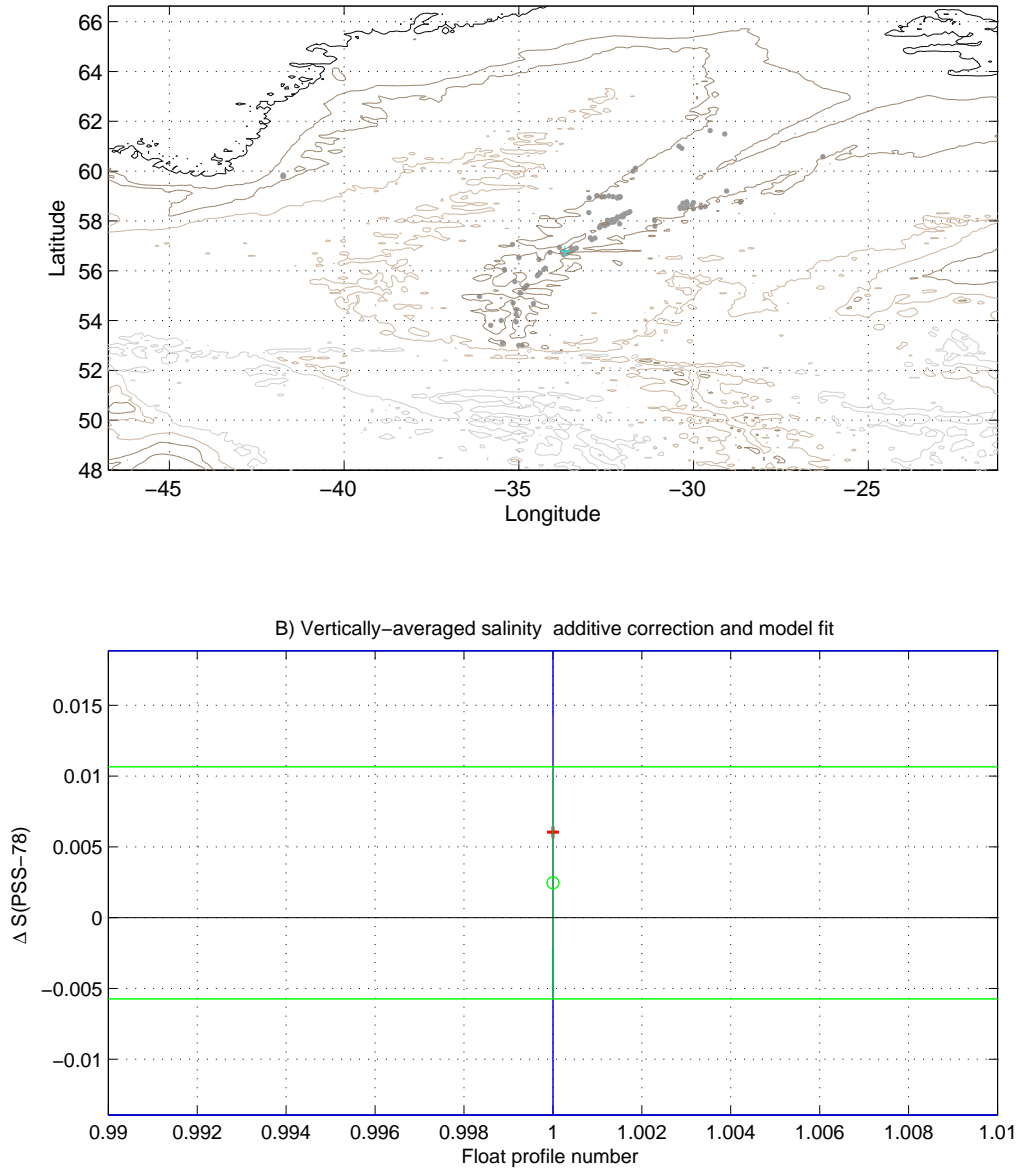 66
64
62
60
58
56
54
52
50
48
Latitude
−45 −40 −35 −30 −25
Longitude
B) Vertically−averaged salinity additive correction and model fit
0.015
0.01
0.005
0
−0.005
−0.01
Δ S(PSS−78)
0.99 0.992 0.994 0.996 0.998 1 1.002 1.004 1.006 1.008 1.01
Float profile number